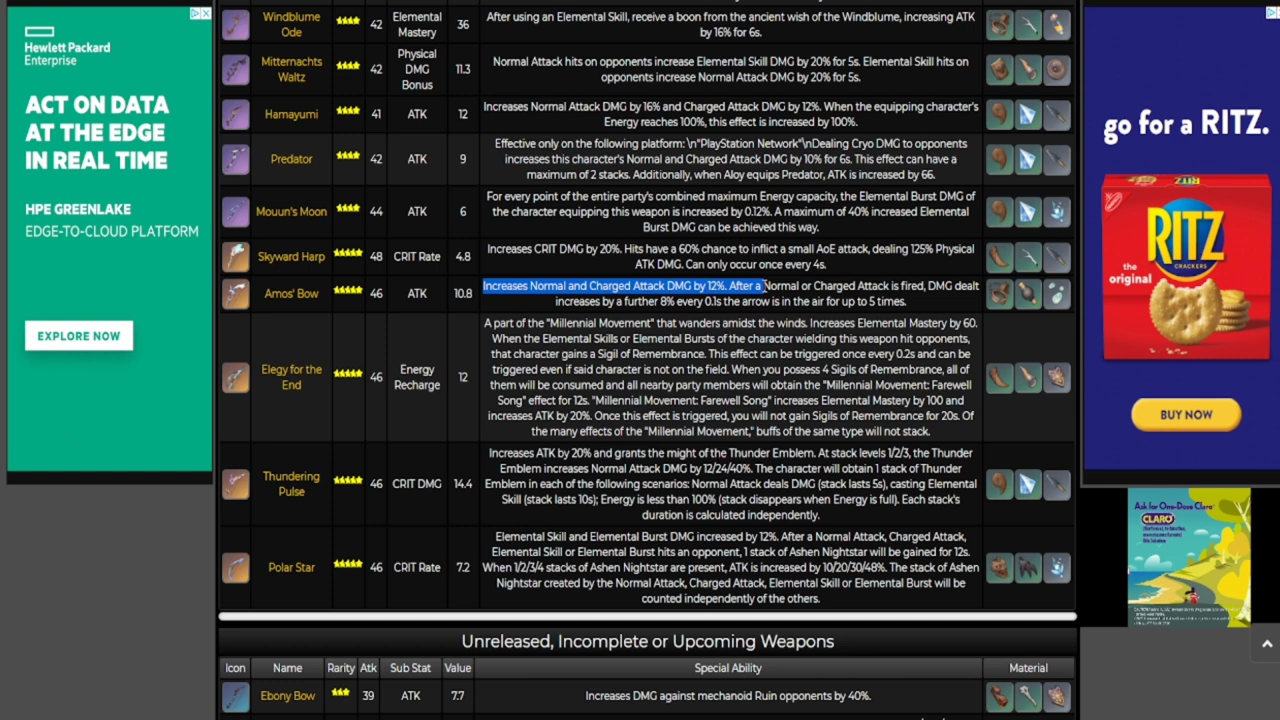 Hewlett Packard
Enterprise
ACT ON DATA
AT THE EDGE
IN REAL TIME
HPE GREENLAKE
EDGE-TO-CLOUD PLATFORM
EXPLORE NOW
Windblume
Ode
42
Elemental
Mastery
36
After using an Elemental Skill, receive a boon from the ancient wish of the Windblume, increasing ATK
by 16% for 6s.
Mitternachts
Waltz
42
Physical
DMG
Bonus
11.3
Normal Attack hits on opponents increase Elemental Skill DMG by 20% for 5s. Elemental Skill hits on
opponents increase Normal Attack DMG by 20% for 5s.
Hamayumi
41
ATK
12
Increases Normal Attack DMG by 16% and Charged Attack DMG by 12%. When the equipping character's
Energy reaches 100%, this effect is increased by 100%.
Predator
42
ATK
9
Effective only on the following platform: \n"PlayStation Network"\nDealing Cryo DMG to opponents
increases this character's Normal and Charged Attack DMG by 10% for 6s. This effect can have a
maximum of 2 stacks. Additionally, when Aloy equips Predator, ATK is increased by 66.
Mouun's Moon
44
ATK
6
For every point of the entire party's combined maximum Energy capacity, the Elemental Burst DMG of
the character equipping this weapon is increased by 0.12%. A maximum of 40% increased Elemental
Burst DMG can be achieved this way.
Skyward Harp
48
CRIT Rate
4.8
Increases CRIT DMG by 20%. Hits have a 60% chance to inflict a small AoE attack, dealing 125% Physical
ATK DMG. Can only occur once every 4s.
Amos' Bow
46
ATK
10.8
Increases Normal and Charged Attack DMG by 12%. After a Normal or Charged Attack is fired, DMG dealt
increases by a further 8% every 0.1s the arrow is in the air for up to 5 times.
Elegy for the
End
46
Energy
Recharge
12
A part of the "Millennial Movement" that wanders amidst the winds. Increases Elemental Mastery by 60.
When the Elemental Skills or Elemental Bursts of the character wielding this weapon hit opponents,
that character gains a Sigil of Remembrance. This effect can be triggered once every 0.2s and can be
triggered even if said character is not on the field. When you possess 4 Sigils of Remembrance, all of
them will be consumed and all nearby party members will obtain the "Millennial Movement: Farewell
Song" effect for 12s. "Millennial Movement: Farewell Song" increases Elemental Mastery by 100 and
increases ATK by 20%. Once this effect is triggered, you will not gain Sigils of Remembrance for 20s. Of
the many effects of the "Millennial Movement," buffs of the same type will not stack.
Thundering
Pulse
46
CRIT DMG
14.4
Increases ATK by 20% and grants the might of the Thunder Emblem. At stack levels 1/2/3, the Thunder
Emblem increases Normal Attack DMG by 12/24/40%. The character will obtain 1 stack of Thunder
Emblem in each of the following scenarios: Normal Attack deals DMG (stack lasts 5s), casting Elemental
Skill (stack lasts 10s); Energy is less than 100% (stack disappears when Energy is full). Each stack's
duration is calculated independently.
Polar Star
46
CRIT Rate
7.2
Elemental Skill and Elemental Burst DMG increased by 12%. After a Normal Attack, Charged Attack,
Elemental Skill or Elemental Burst hits an opponent, 1 stack of Ashen Nightstar will be gained for 12s.
When 1/2/3/4 stacks of Ashen Nightstar are present, ATK is increased by 10/20/30/48%. The stack of Ashen
Nightstar created by the Normal Attack, Charged Attack, Elemental Skill or Elemental Burst will be
counted independently of the others.
Unreleased, Incomplete or Upcoming Weapons
Icon Name Rarity Atk Sub Stat Value Special Ability Material
Ebony Bow
39
ATK
7.7
Increases DMG against mechanoid Ruin opponents by 40%.
go for a RITZ.
RITZ
CRACKERS
the
original
BUY NOW
Ask for One-Dose Claro
CLARO